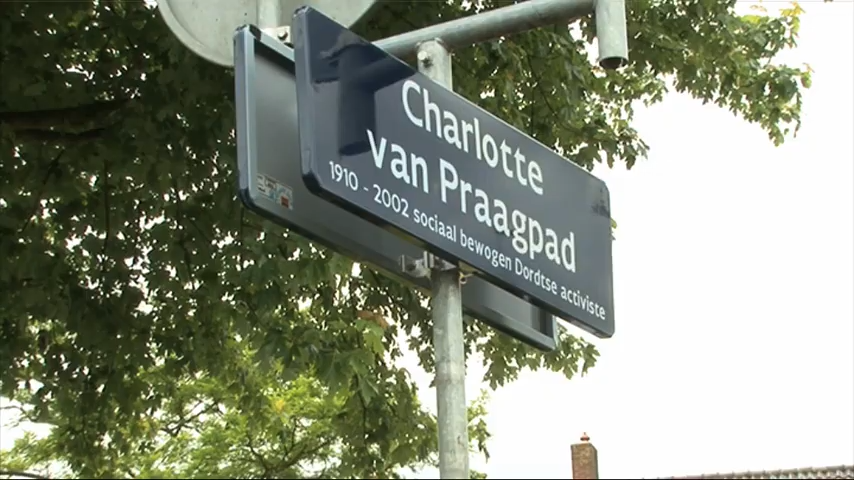 Charlotte
van Praagpad
1910 - 2002 sociaal bewogen Dordtse activiste